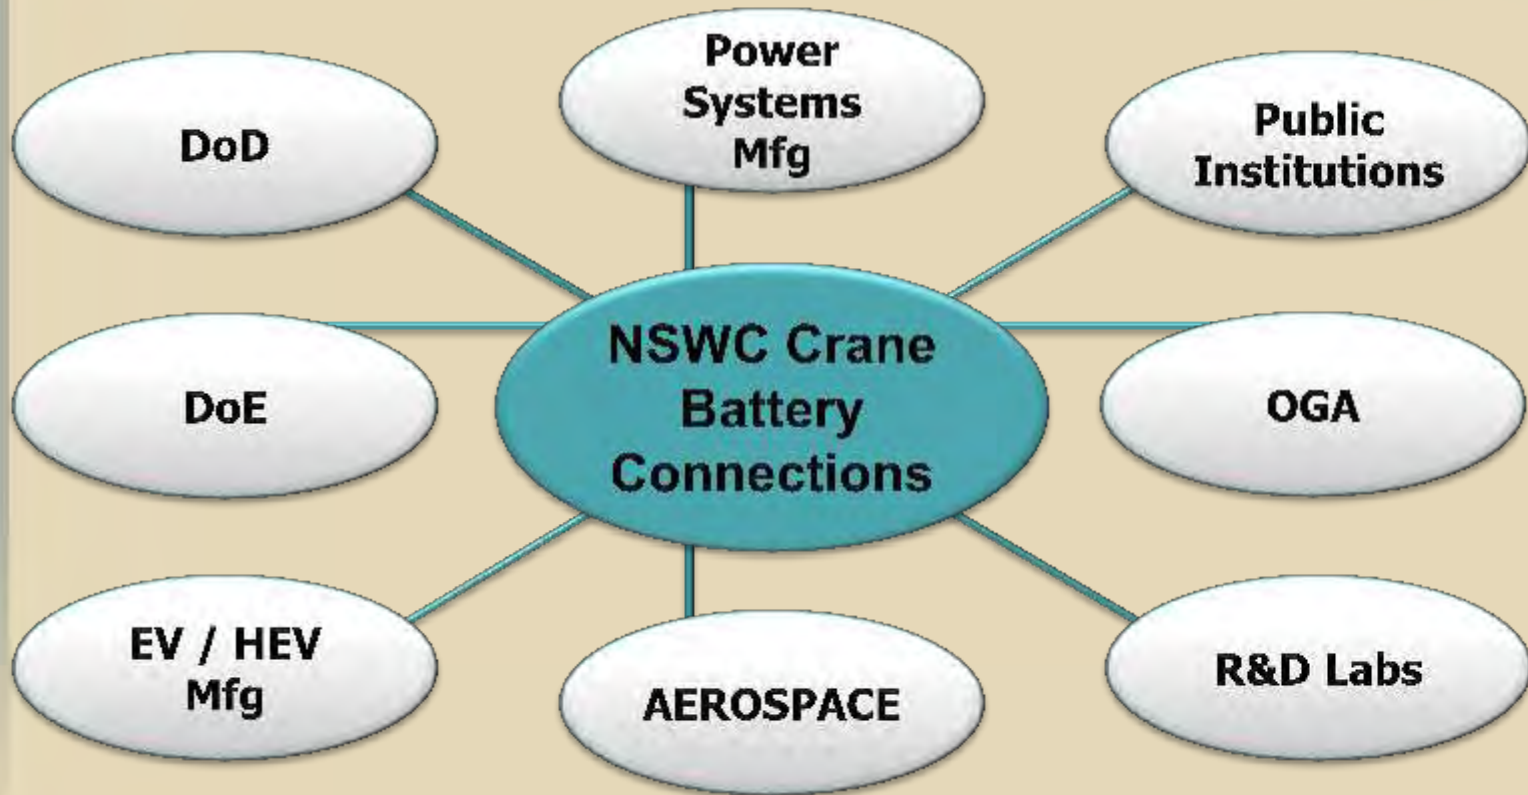 DoD
Power
Systems
Mfg
Public
Institutions
DoE
NSWC Crane
Battery
Connections
OGA
EV / HEV
Mfg
AEROSPACE
R&D Labs